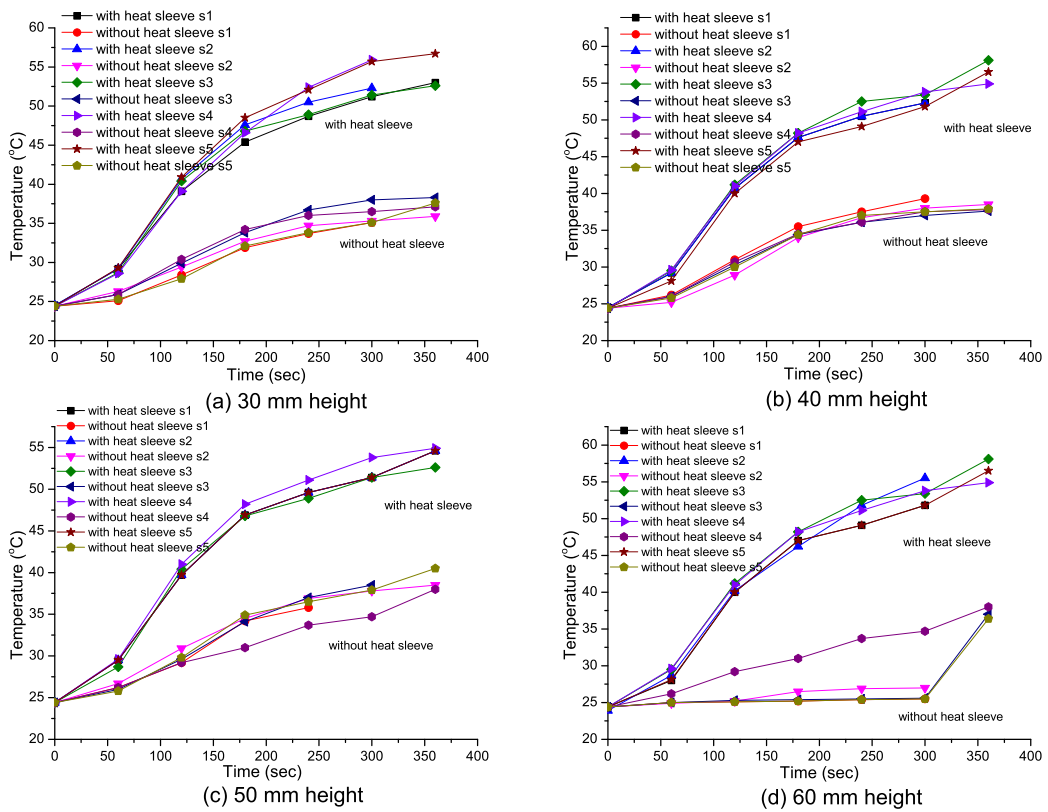 with heat sleeve s1
without heat sleeve s1
with heat sleeve s2
without heat sleeve s2
with heat sleeve s3
without heat sleeve s3
with heat sleeve s4
without heat sleeve s4
with heat sleeve s5
without heat sleeve s5
60
55
50
45
40
35
30
25
20
Temperature (°C)
with heat sleeve
without heat sleeve
0 50 100 150 200 250 300 350 400
Time (sec)
(a) 30 mm height
with heat sleeve s1
without heat sleeve s1
with heat sleeve s2
without heat sleeve s2
with heat sleeve s3
without heat sleeve s3
with heat sleeve s4
without heat sleeve s4
with heat sleeve s5
without heat sleeve s5
60
55
50
45
40
35
30
25
20
Temperature (°C)
with heat sleeve
without heat sleeve
0 50 100 150 200 250 300 350 400
Time (sec)
(b) 40 mm height
with heat sleeve s1
without heat sleeve s1
with heat sleeve s2
without heat sleeve s2
with heat sleeve s3
without heat sleeve s3
with heat sleeve s4
without heat sleeve s4
with heat sleeve s5
without heat sleeve s5
55
50
45
40
35
30
25
20
Temperature (°C)
with heat sleeve
without heat sleeve
0 50 100 150 200 250 300 350 400
Time (sec)
(c) 50 mm height
with heat sleeve s1
without heat sleeve s1
with heat sleeve s2
without heat sleeve s2
with heat sleeve s3
without heat sleeve s3
with heat sleeve s4
without heat sleeve s4
with heat sleeve s5
without heat sleeve s5
60
55
50
45
40
35
30
25
20
Temperature (°C)
with heat sleeve
without heat sleeve
0 50 100 150 200 250 300 350 400
Time (sec)
(d) 60 mm height